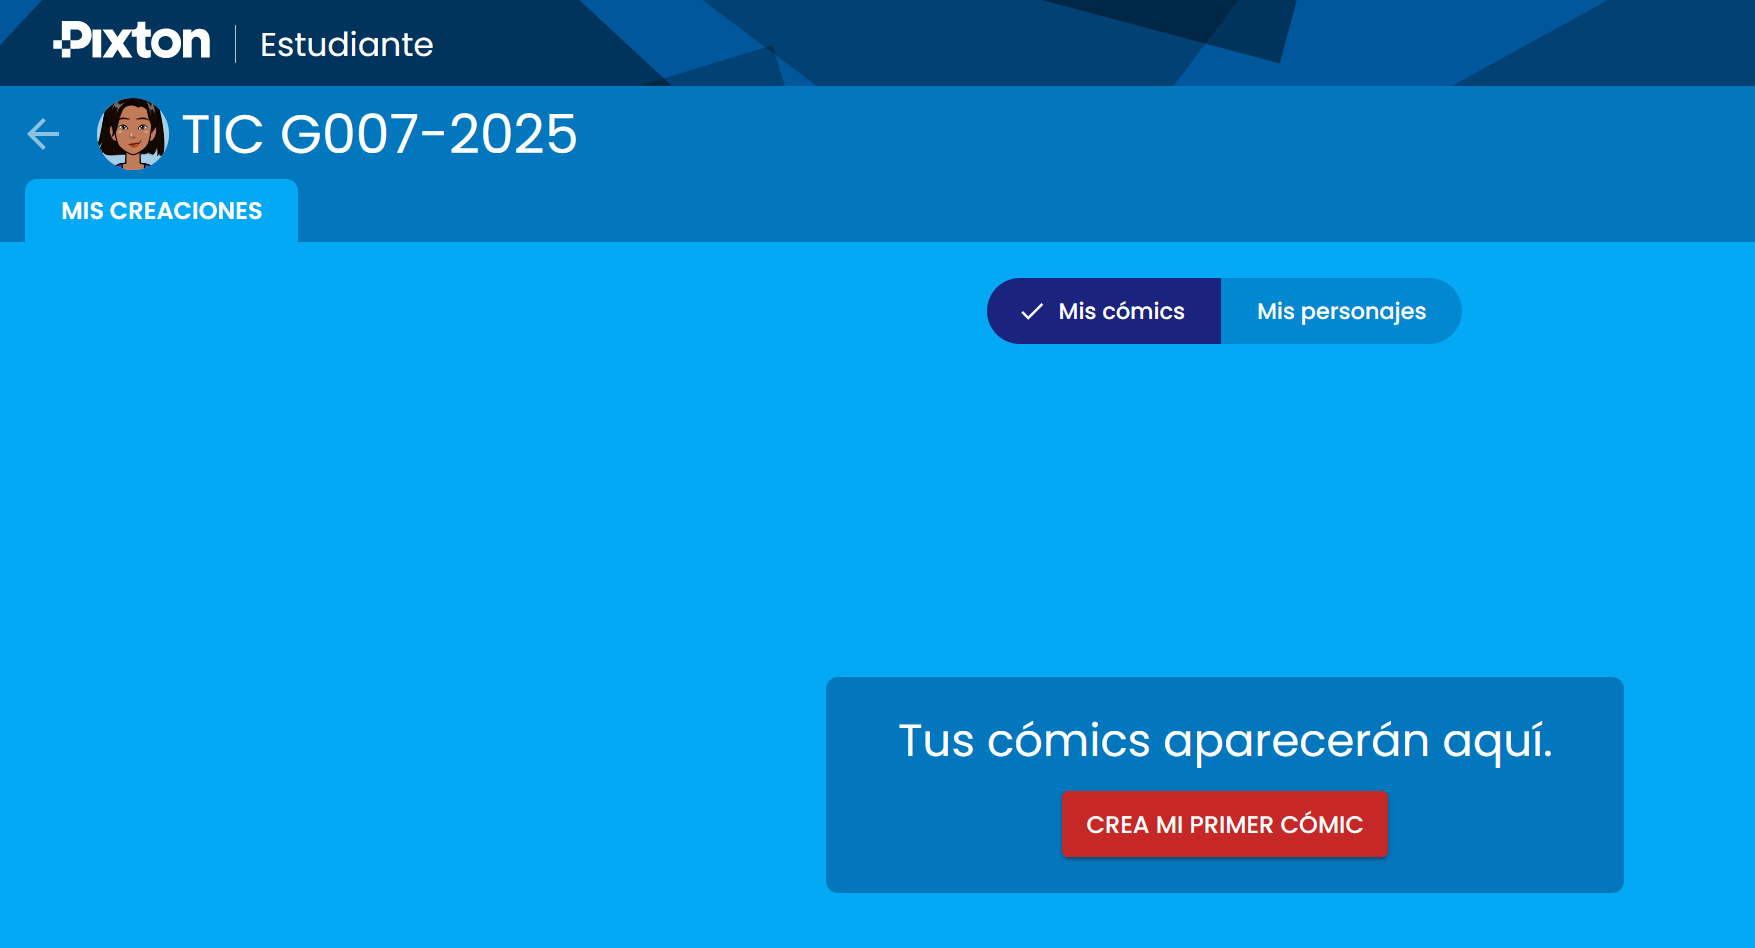 Pixton
Estudiante
TIC G007-2025
MIS CREACIONES
Mis cómics
Mis personajes
Tus cómics aparecerán aquí.
CREA MI PRIMER CÓMIC